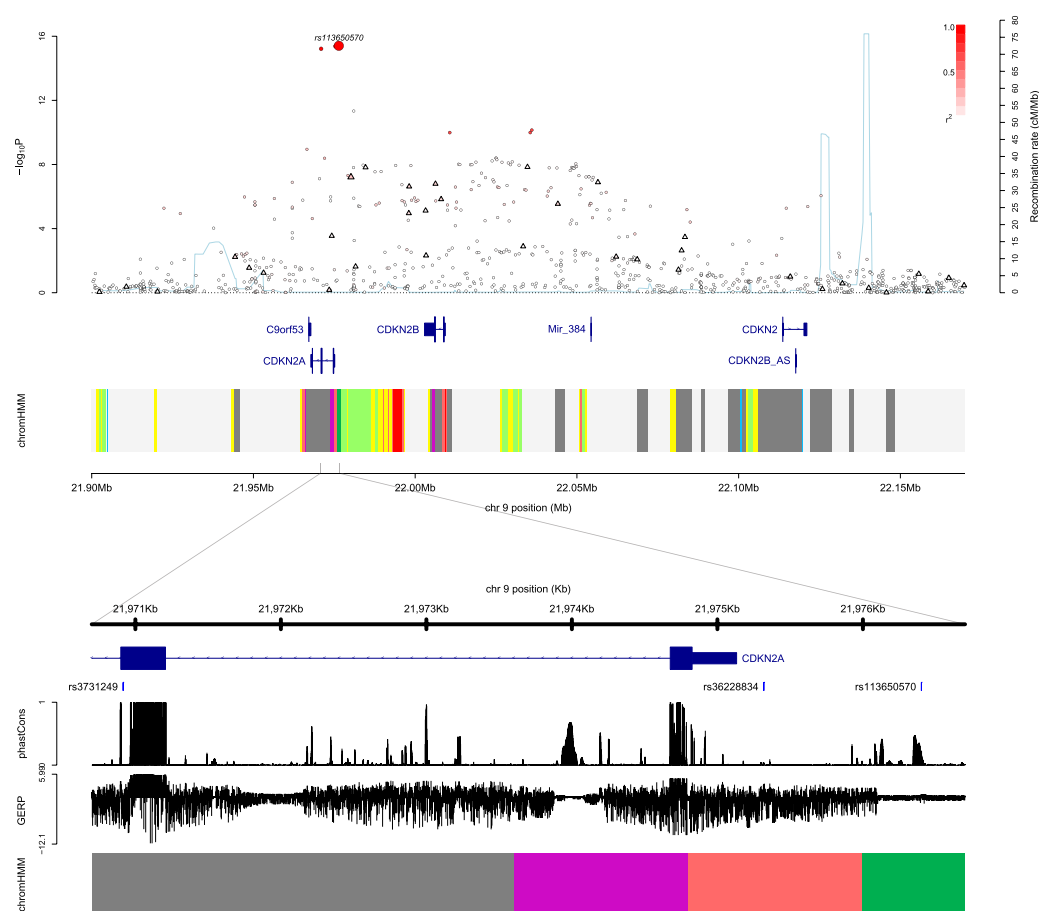 rs113650570
−log10P
16
12
8
4
0
1.0
0.5
r2
80
75
70
65
60
55
50
45
40
35
30
25
20
15
10
5
0
Recombination rate (cM/Mb)
C9orf53
CDKN2B
Mir_384
CDKN2
CDKN2A
CDKN2B_AS
chromHMM
21.90Mb 21.95Mb 22.00Mb 22.05Mb 22.10Mb 22.15Mb
chr 9 position (Mb)
chr 9 position (Kb)
21,971Kb 21,972Kb 21,973Kb 21,974Kb 21,975Kb 21,976Kb
CDKN2A
rs3731249 rs36228834 rs113650570
phastCons
1
0
GERP
5.99
−12.1
chromHMM